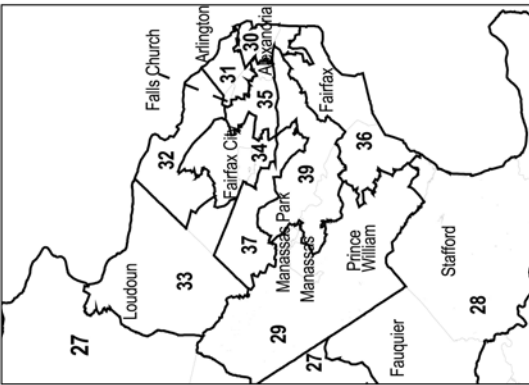 Falls Church
Arlington
30
Alexandria
31
35
32
Fairfax City
34
Fairfax
36
39
37
Manassas Park
Manassas
Loudoun
33
Prince
William
27
29
Stafford
28
27
Fauquier